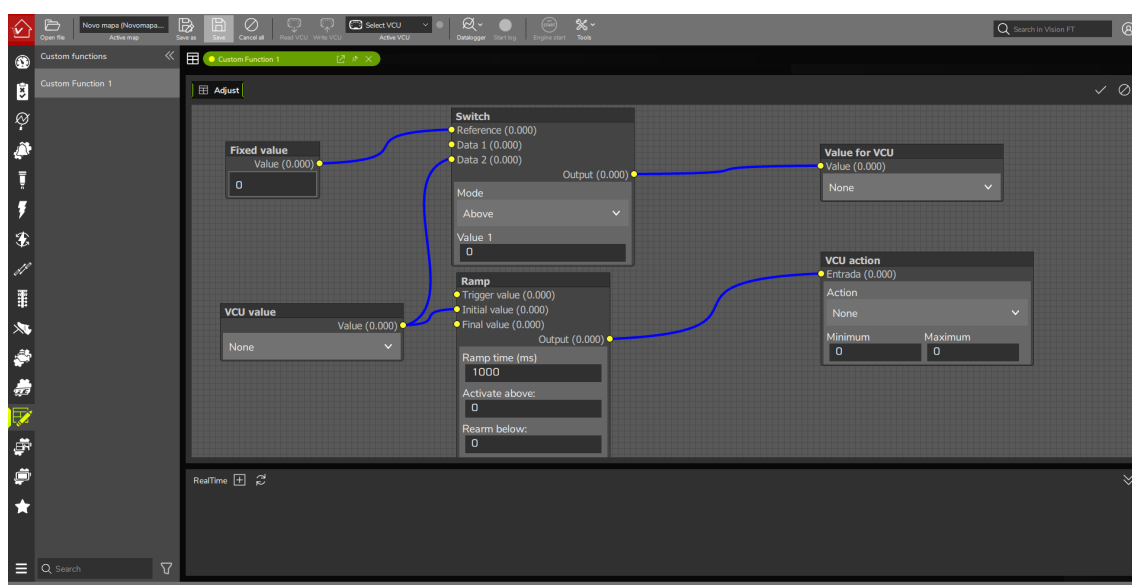 Novo mapa (Novomapa....
Select VCU
Open file
Active map
Save as
Save
Cancel all
Read VCU
Write VCU
Active VCU
Datalogger
Start log
Engine start
Tools
Search in Vision FT
START
Custom functions
Custom Function 1
Custom Function 1
Adjust
Switch
Reference (0.000)
Data 1 (0.000)
Data 2 (0.000)
Output (0.000)
Mode
Above
Value 1
0
Fixed value
Value (0.000)
0
Value for VCU
Value (0.000)
None
VCU value
Value (0.000)
None
Ramp
Trigger value (0.000)
Initial value (0.000)
Final value (0.000)
Output (0.000)
Ramp time (ms)
1000
Activate above:
0
Rearm below:
0
VCU action
Entrada (0.000)
Action
None
Minimum
Maximum
0
0
RealTime
Search